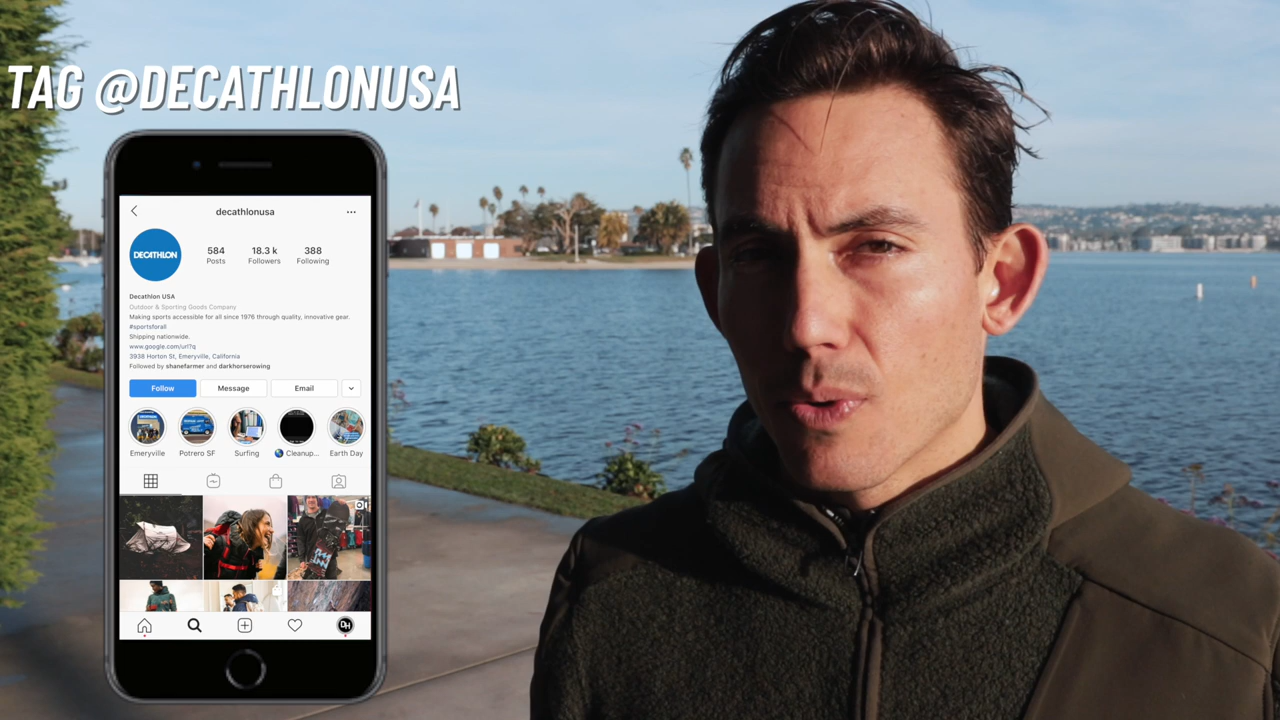 TAG @DECATHLONUSA
decathlonusa
DECATHLON
584
18.3 k
388
Posts
Followers
Following
Decathlon USA
Outdoor & Sporting Goods Company
Making sports accessible for all since 1976 through quality, innovative gear.
#sportsforall
Shipping nationwide.
www.google.com/url?q
3938 Horton St, Emeryville, California
Followed by shanefarmer and darkhorserowing
Follow
Message
Email
Emeryville
Potrero SF
Surfing
Cleanup...
Earth Day
DH